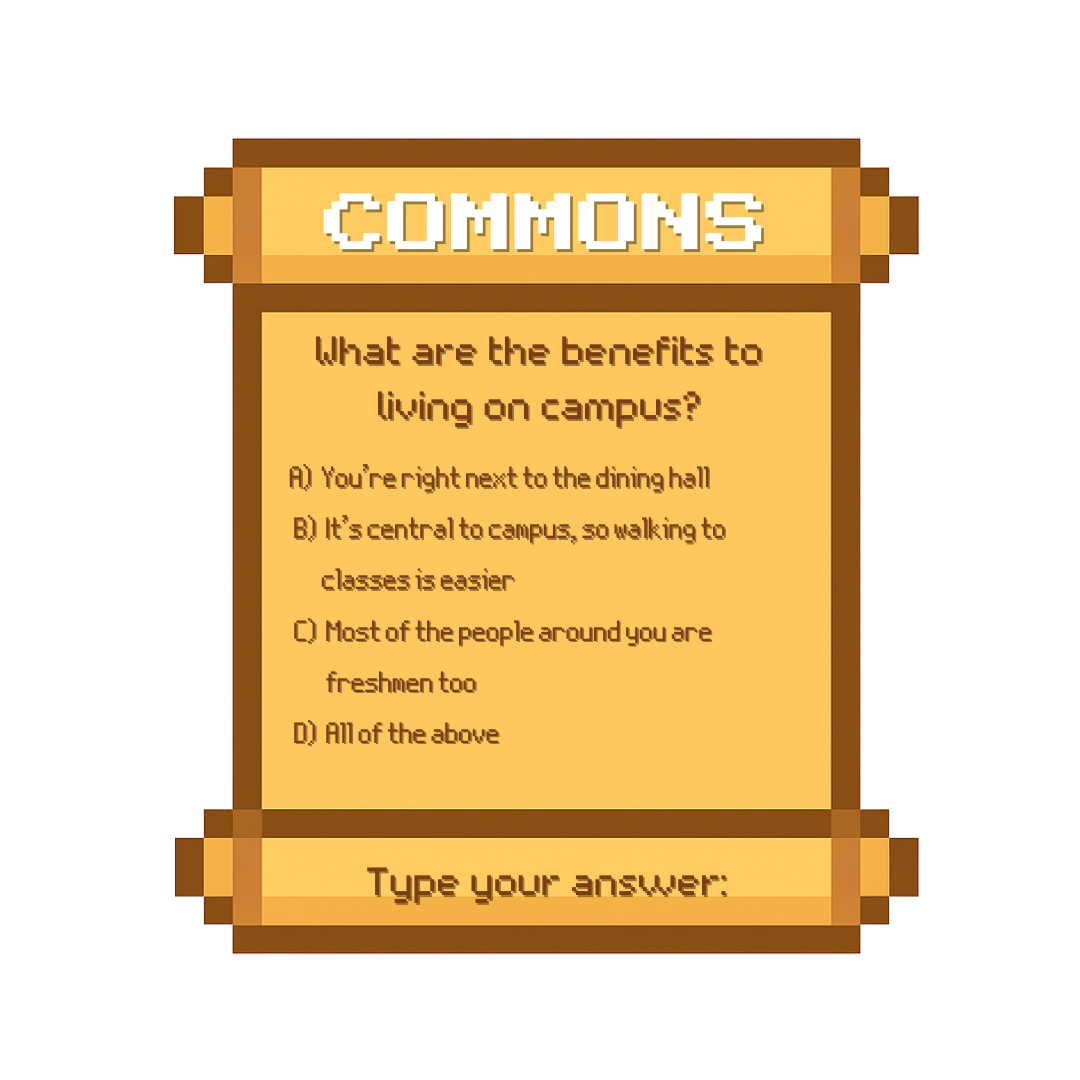 COMMONS
What are the benefits to
living on campus?
A) You're right next to the dining hall
B) It's central to campus, so walking to
classes is easier
C) Most of the people around you are
freshmen too
D) All of the above
Type your answer: